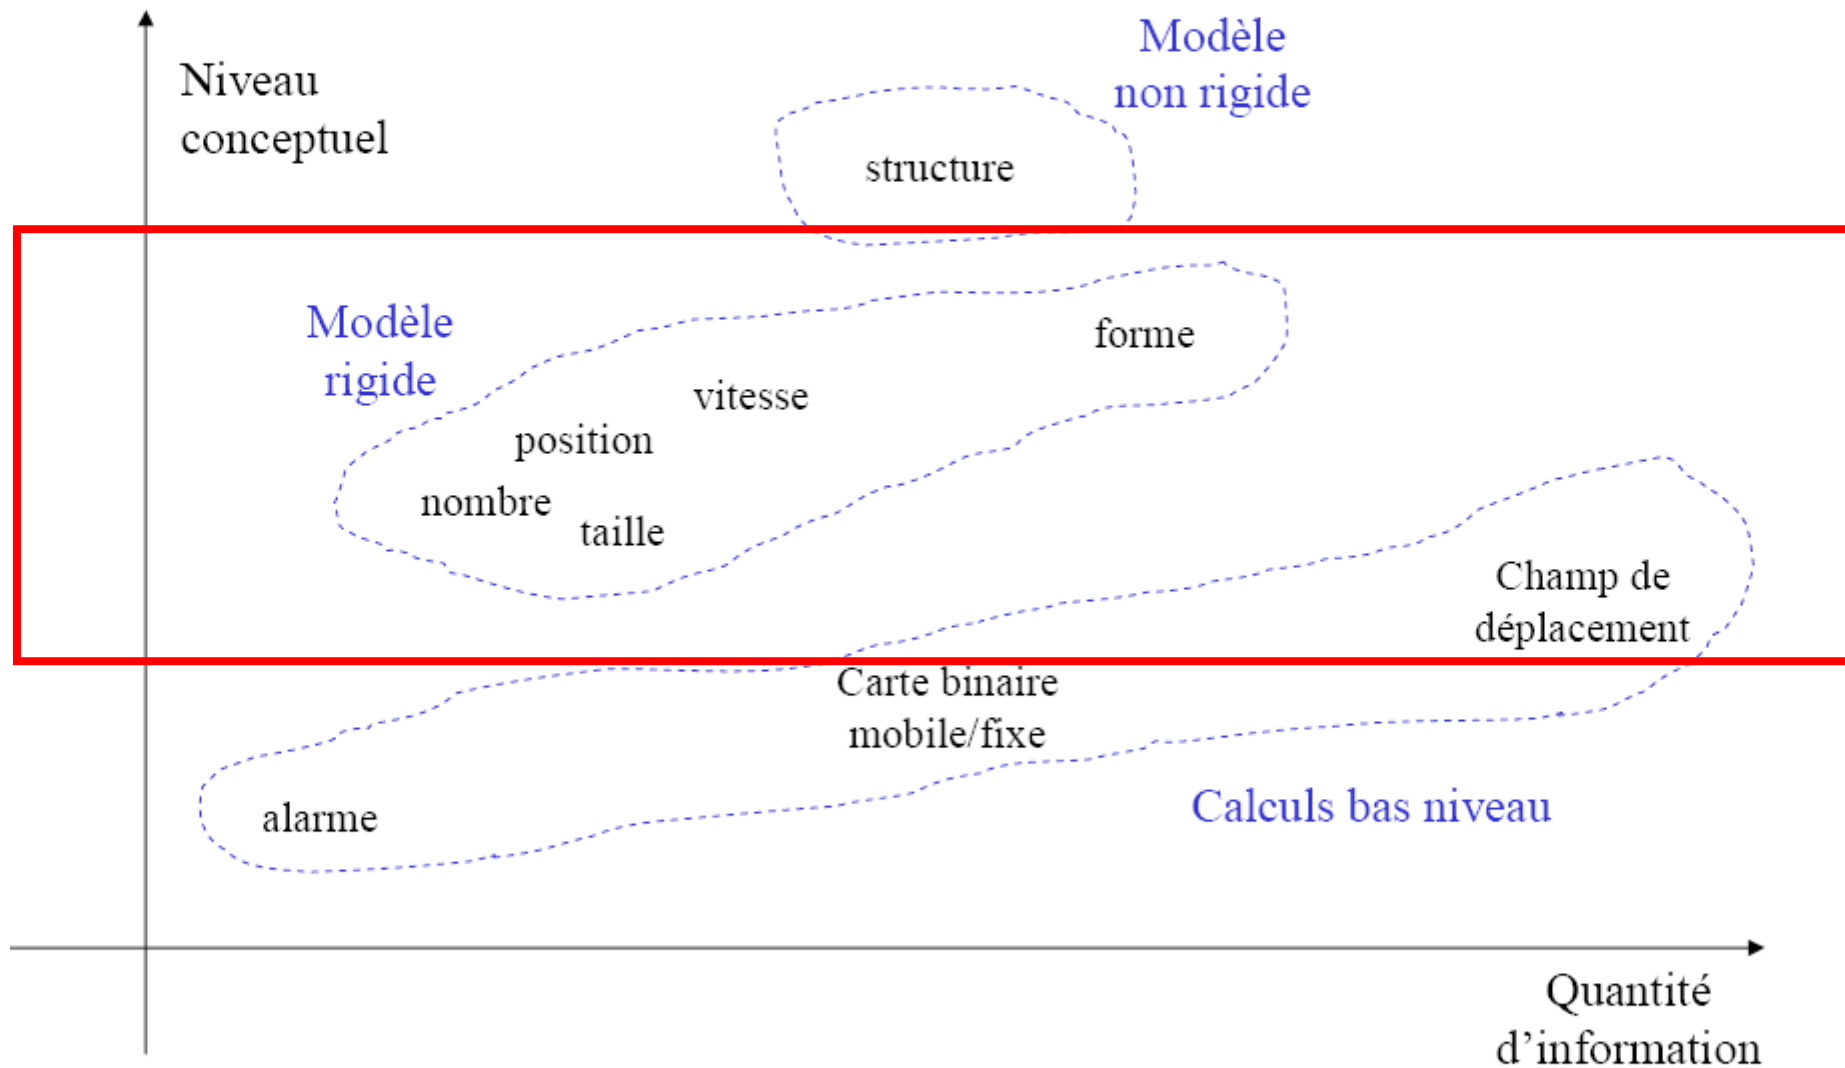 Niveau
conceptuel
Modèle
non rigide
structure
Modèle
rigide
forme
vitesse
position
nombre
taille
Champ de
déplacement
Carte binaire
mobile/fixe
alarme
Calculs bas niveau
Quantité
d’information